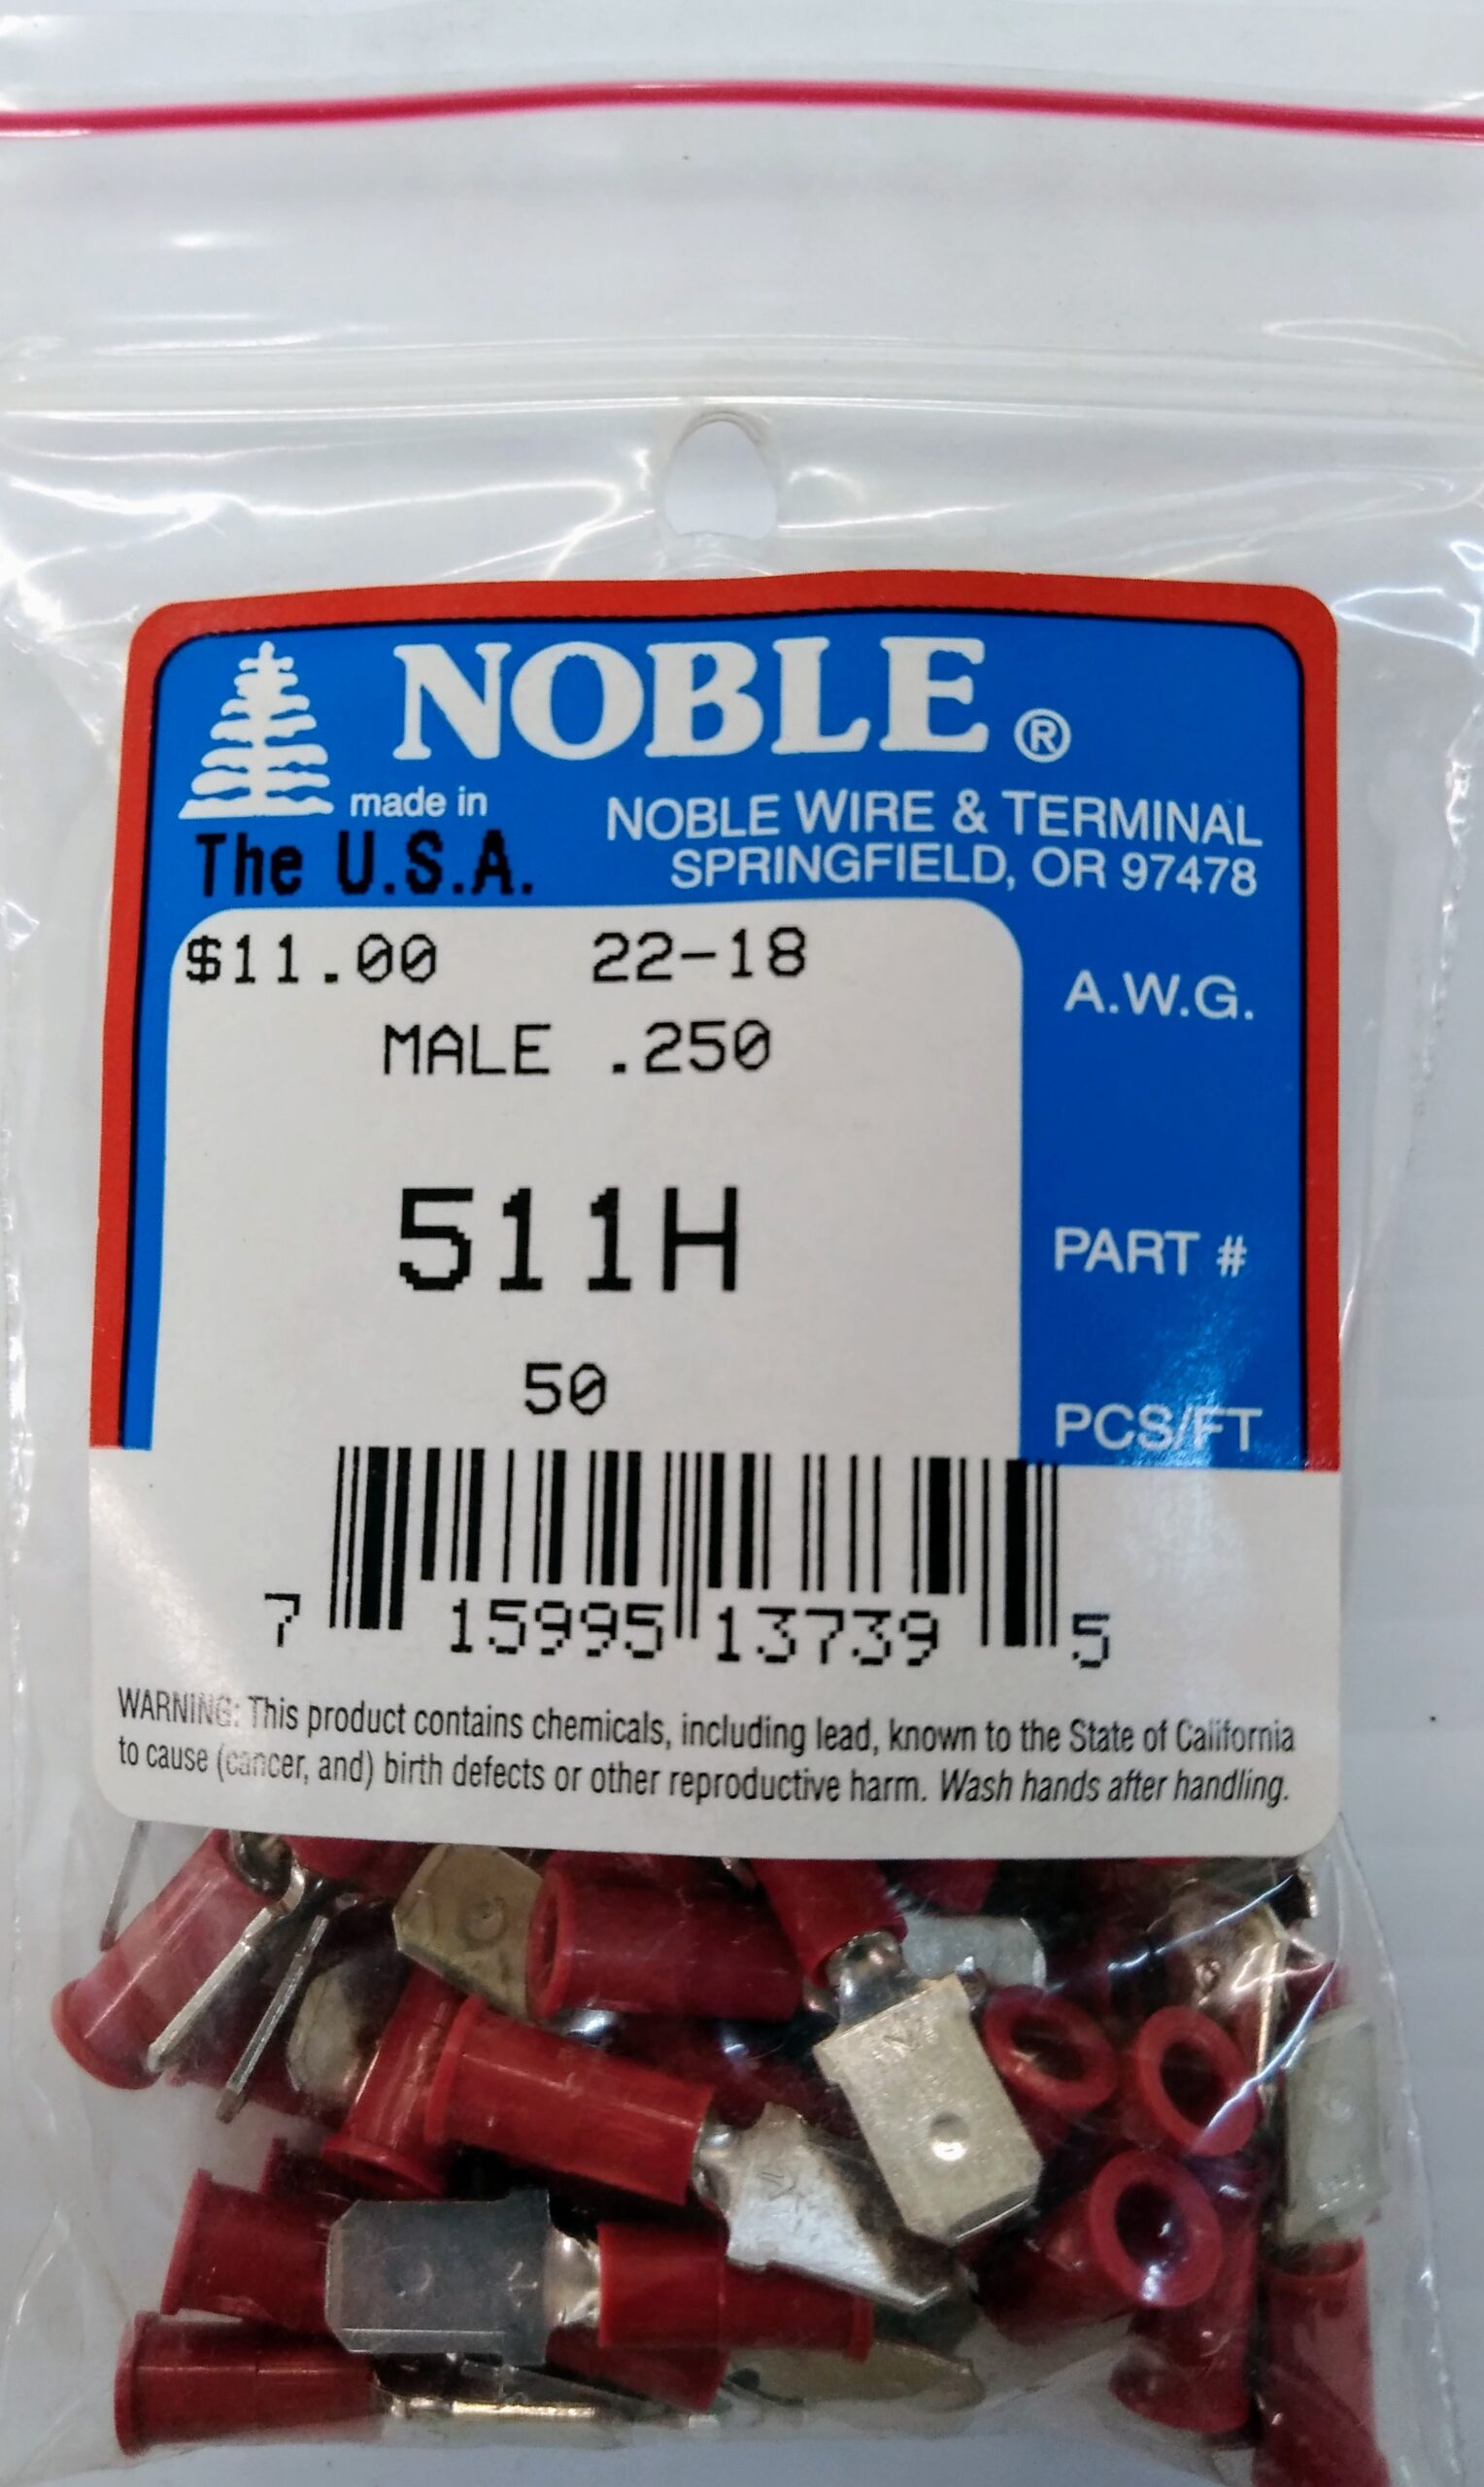 NOBLE®
made in
The U.S.A.
NOBLE WIRE & TERMINAL
SPRINGFIELD, OR 97478
$11.00 22-18 A.W.G.
MALE .250
511H PART #
50 PCS/FT
7 15995 13739 5
WARNING: This product contains chemicals, including lead, known to the State of California
to cause (cancer, and) birth defects or other reproductive harm. Wash hands after handling.